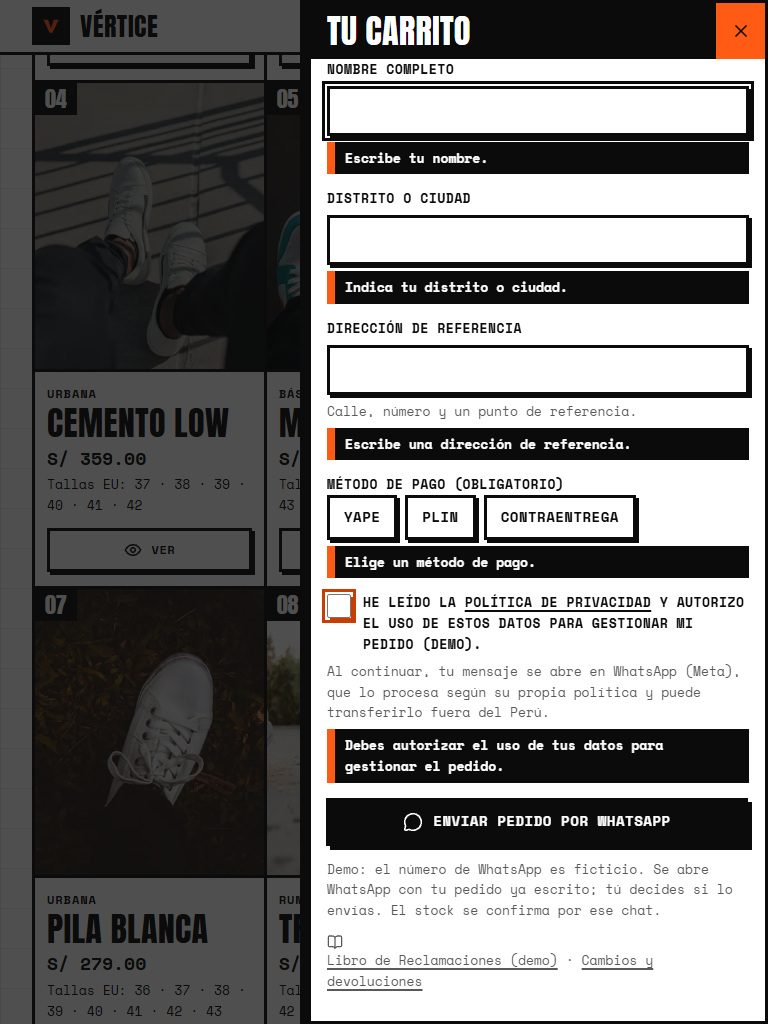 VÉRTICE
TU CARRITO
NOMBRE COMPLETO
Escribe tu nombre.
DISTRITO O CIUDAD
Indica tu distrito o ciudad.
DIRECCIÓN DE REFERENCIA
Calle, número y un punto de referencia.
Escribe una dirección de referencia.
MÉTODO DE PAGO (OBLIGATORIO)
YAPE
PLIN
CONTRAENTREGA
Elige un método de pago.
HE LEÍDO LA POLÍTICA DE PRIVACIDAD Y AUTORIZO
EL USO DE ESTOS DATOS PARA GESTIONAR MI
PEDIDO (DEMO).
Al continuar, tu mensaje se abre en WhatsApp (Meta),
que lo procesa según su propia política y puede
transferirlo fuera del Perú.
Debes autorizar el uso de tus datos para
gestionar el pedido.
ENVIAR PEDIDO POR WHATSAPP
Demo: el número de WhatsApp es ficticio. Se abre
WhatsApp con tu pedido ya escrito; tú decides si lo
envías. El stock se confirma por ese chat.
Libro de Reclamaciones (demo) · Cambios y
devoluciones
04
URBANA
CEMENTO LOW
S/ 359.00
Tallas EU: 37 · 38 · 39 ·
40 · 41 · 42
VER
05
S/
43
07
URBANA
PILA BLANCA
S/ 279.00
Tallas EU: 36 · 37 · 38 ·
39 · 40 · 41 · 42 · 43
08
S/
42